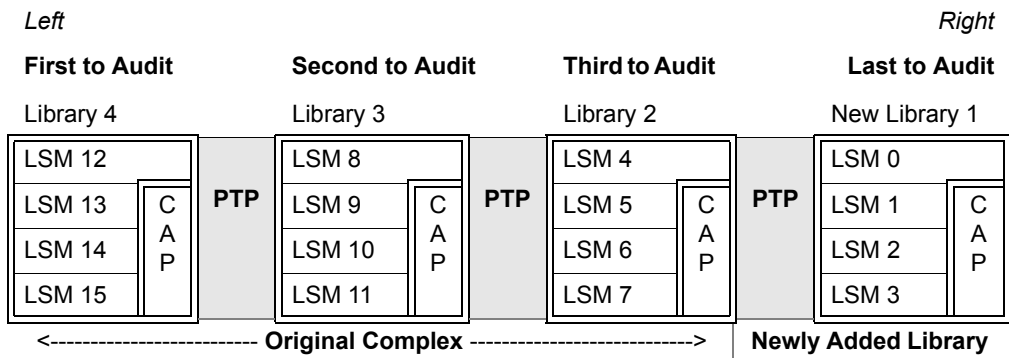 Left Right
First to Audit Second to Audit Third to Audit Last to Audit
Library 4 Library 3 Library 2 New Library 1
LSM 12 LSM 8 LSM 4 LSM 0
LSM 13 C PTP LSM 9 C PTP LSM 5 C PTP LSM 1 C
LSM 14 A LSM 10 A LSM 6 A LSM 2 A
P P P P
LSM 15 LSM 11 LSM 7 LSM 3
<-------------------------- Original Complex ----------------------------> Newly Added Library